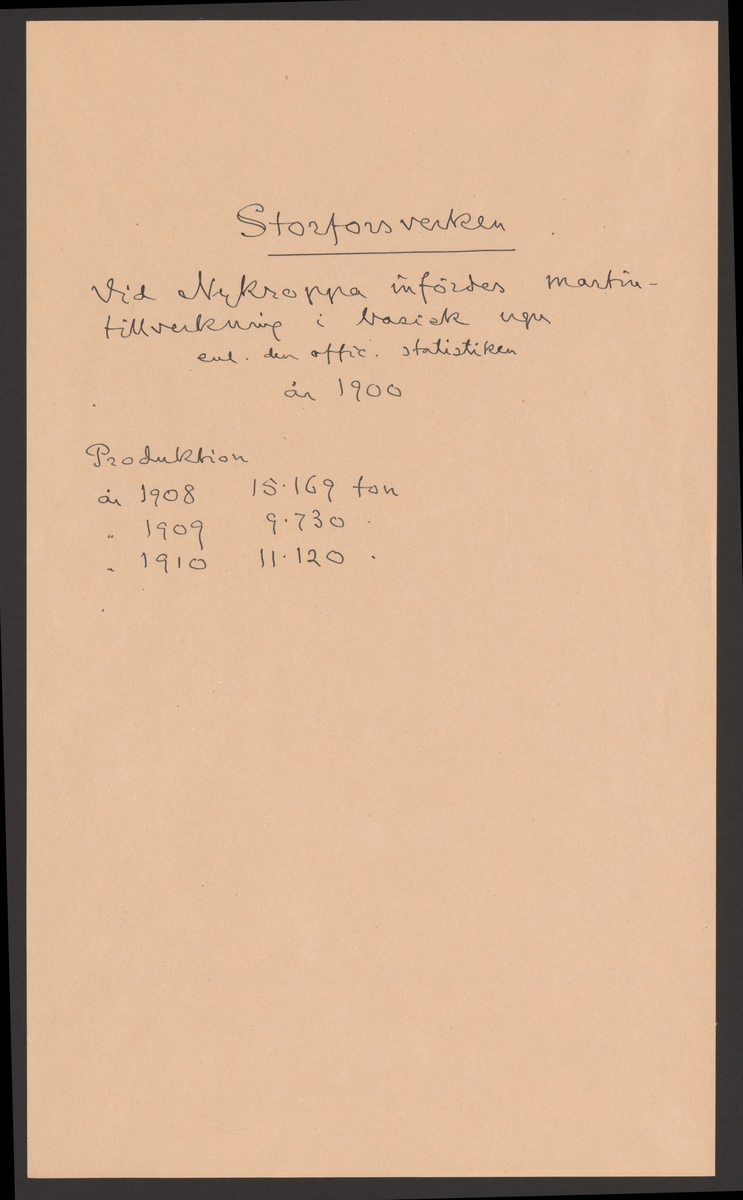 Storforsverken
Vid Nykroppa infördes martin-
tillverkning i basisk ugn
enl. den offic. statistiken
år 1900
Produktion
år 1908 15.169 ton
" 1909 9.730 "
" 1910 11.120 "